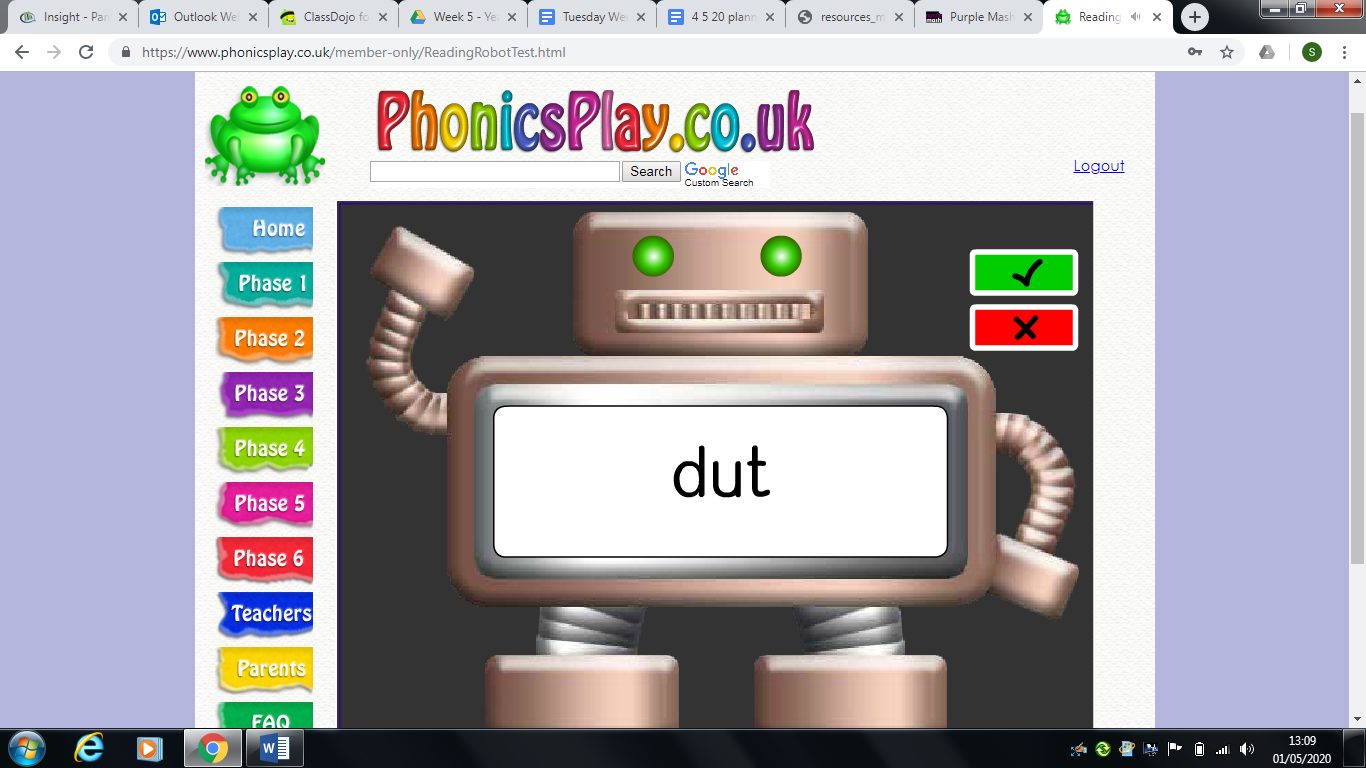 Insight - Par
Outlook We
ClassDojo fo
Week 5 - Ye
Tuesday We
4 5 20 plann
resources_m
Purple Mash
Reading
https://www.phonicsplay.co.uk/member-only/ReadingRobotTest.html
S
PhonicsPlay.co.uk
Search
Google
Custom Search
Logout
Home
Phase 1
Phase 2
Phase 3
Phase 4
Phase 5
Phase 6
Teachers
Parents
FAQ
dut
13:09
01/05/2020